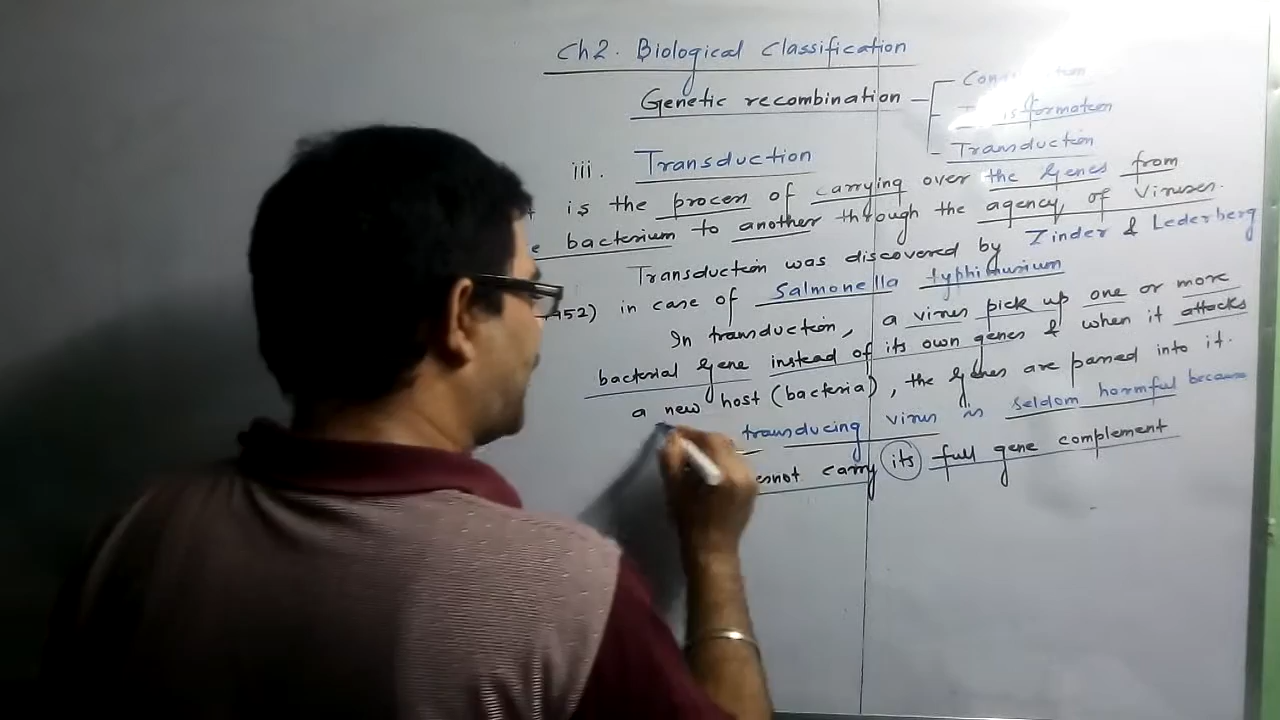 Ch2. Biological Classification
Genetic recombination
Transformation
Transduction
iii. Transduction
is the process of carrying over the genes from
bacterium to another through the agency of Viruses.
Transduction was discovered by Zinder & Lederberg
952) in case of Salmonella typhimurium
In transduction, a virus pick up one or more
bacterial gene instead of its own genes & when it attacks
a new host (bacteria), the genes are passed into it.
transducing virus is seldom harmful because
carry its full gene complement